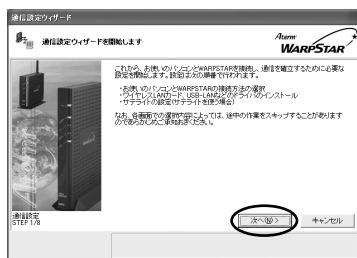 通信設定ウィザード
通信設定ウィザードを開始します
Aterm
WARPSTAR
これから、お使いのパソコンとWARPSTARを接続し、通信を確立するために必要な
設定を開始します。設定は次の順番で行われます。
・お使いのパソコンとWARPSTARの接続方法の選択
・ワイヤレスLANカード、USB-LANなどのドライバのインストール
・サテライトの設定(サテライトを使う場合)
なお、各画面での選択内容によっては、途中の作業をスキップすることがあります
のであらかじめご承知おきください。
通信設定
STEP 1/8
次へ(N) >
キャンセル